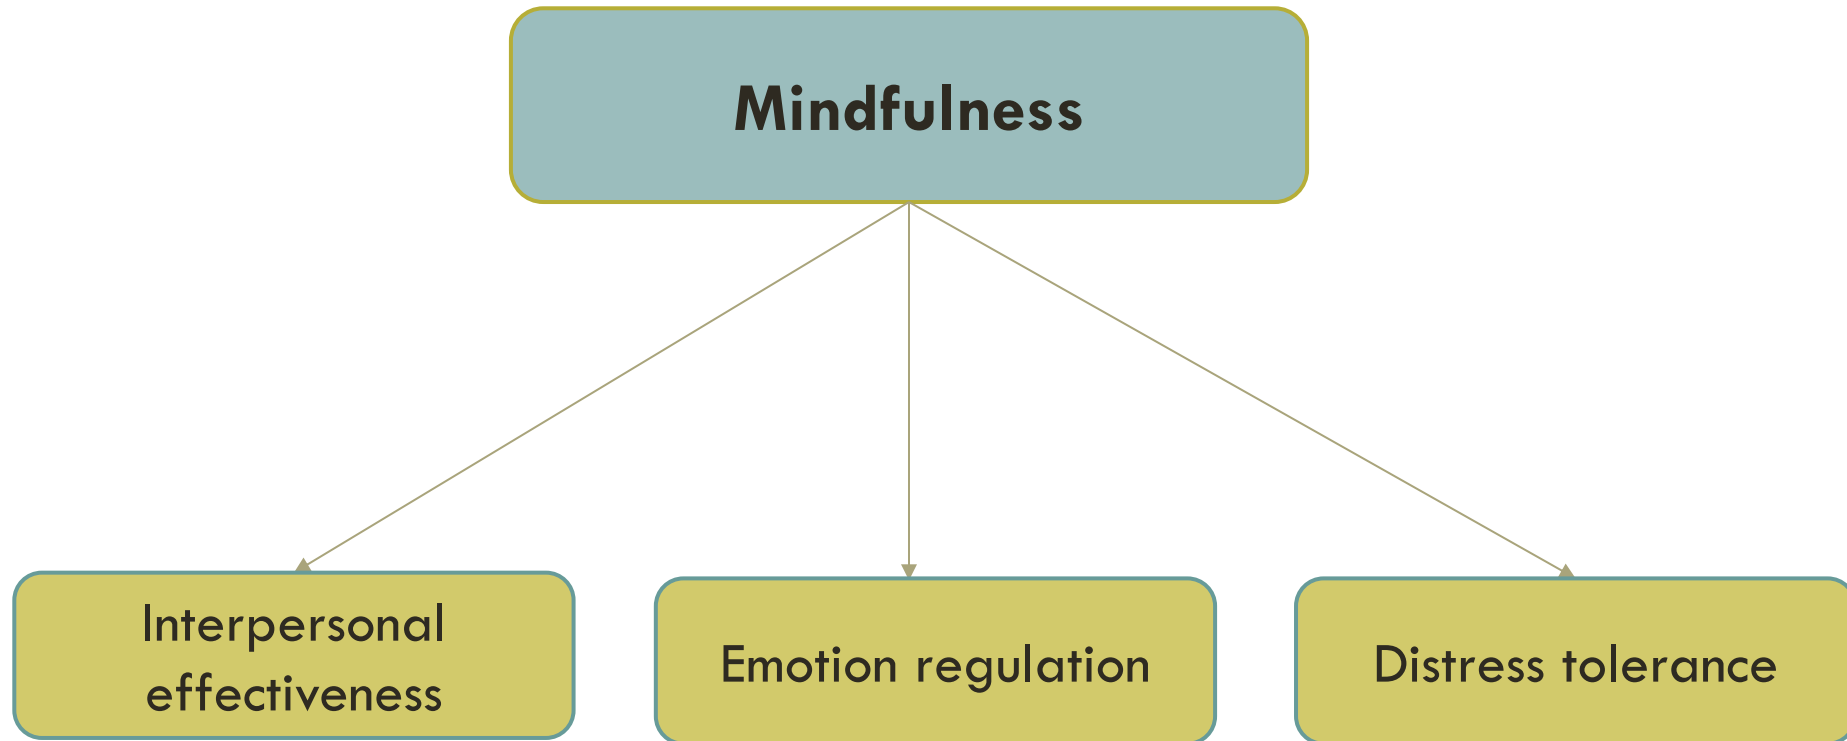 Mindfulness
Interpersonal
effectiveness
Emotion regulation
Distress tolerance